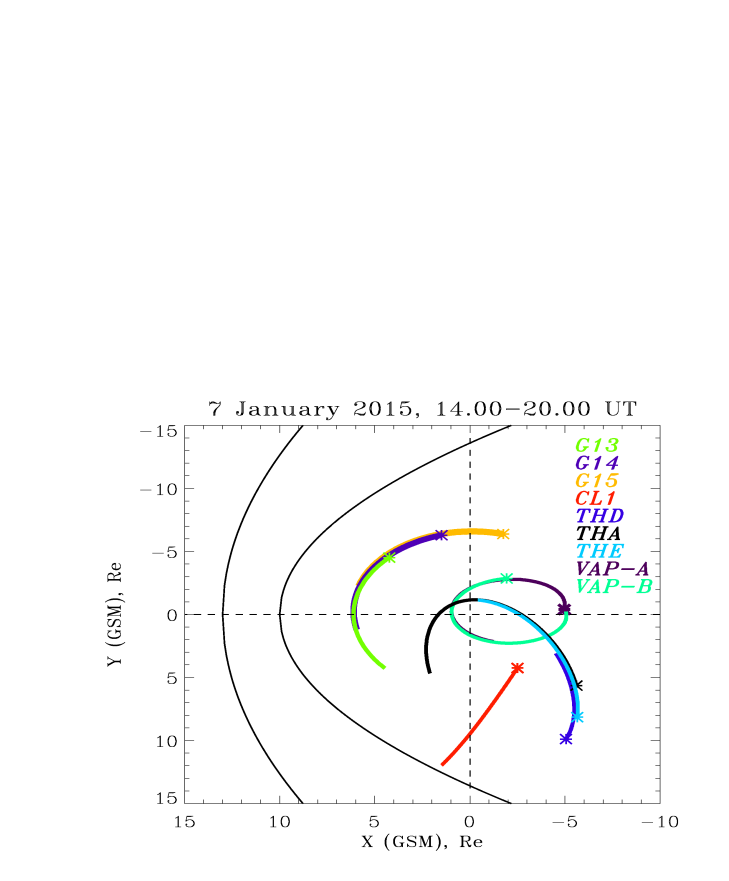 7 January 2015, 14.00−20.00 UT
−15
−10
−5
0
5
10
15
Y (GSM), Re
G13
G14
G15
CL1
THD
THA
THE
VAP−A
VAP−B
15 10 5 0 −5 −10
X (GSM), Re